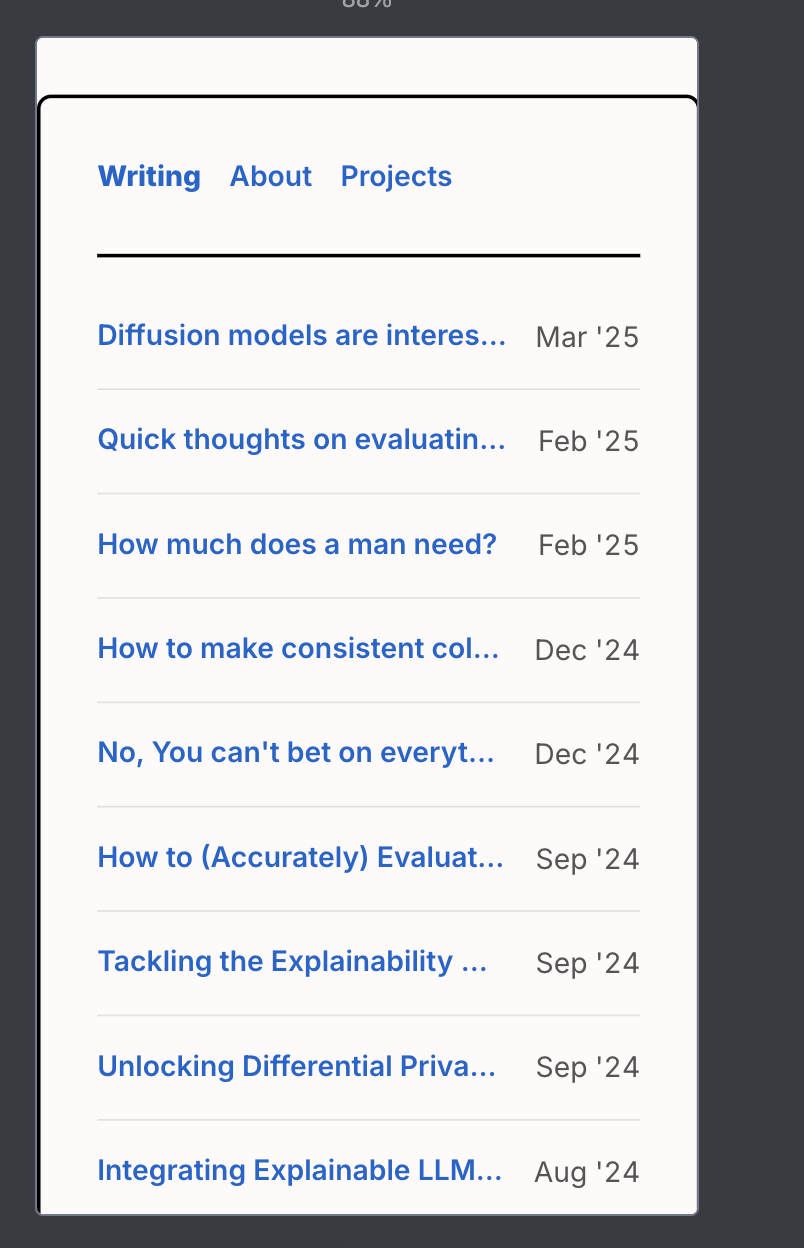 88%
Writing About Projects
Diffusion models are interes... Mar '25
Quick thoughts on evaluatin... Feb '25
How much does a man need? Feb '25
How to make consistent col... Dec '24
No, You can't bet on everyt... Dec '24
How to (Accurately) Evaluat... Sep '24
Tackling the Explainability ... Sep '24
Unlocking Differential Priva... Sep '24
Integrating Explainable LLM... Aug '24